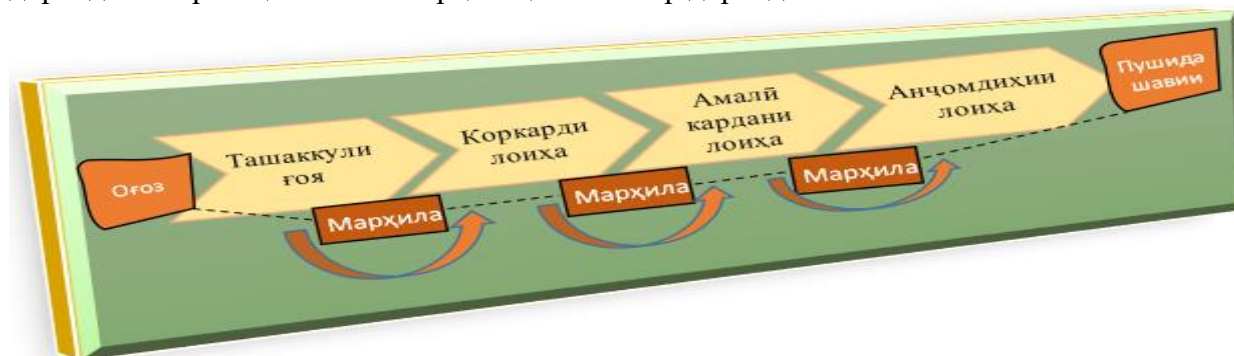 Оғоз
Ташаккули
ғоя
Марҳила
Коркарди
лоиҳа
Марҳила
Амалӣ
кардани
лоиҳа
Марҳила
Анҷомдиҳии
лоиҳа
Пушида
шавии